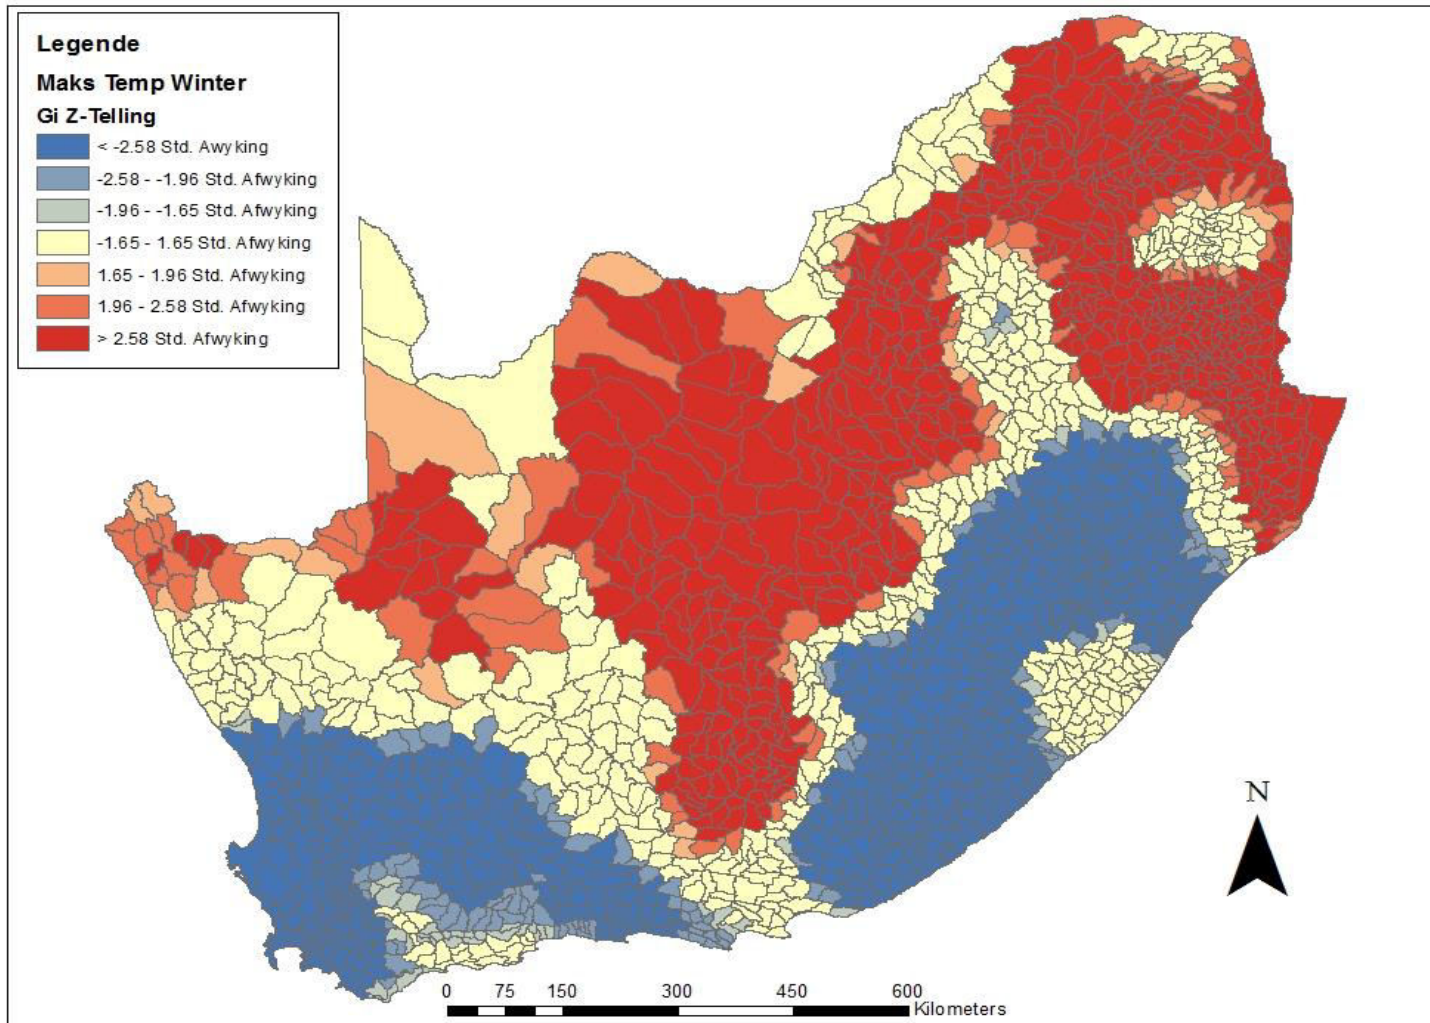 Legende
Maks Temp Winter
Gi Z-Telling
< -2.58 Std. Awyking
-2.58 - -1.96 Std. Afwyking
-1.96 - -1.65 Std. Afwyking
-1.65 - 1.65 Std. Afwyking
1.65 - 1.96 Std. Afwyking
1.96 - 2.58 Std. Afwyking
> 2.58 Std. Afwyking
N
0 75 150 300 450 600
Kilometers